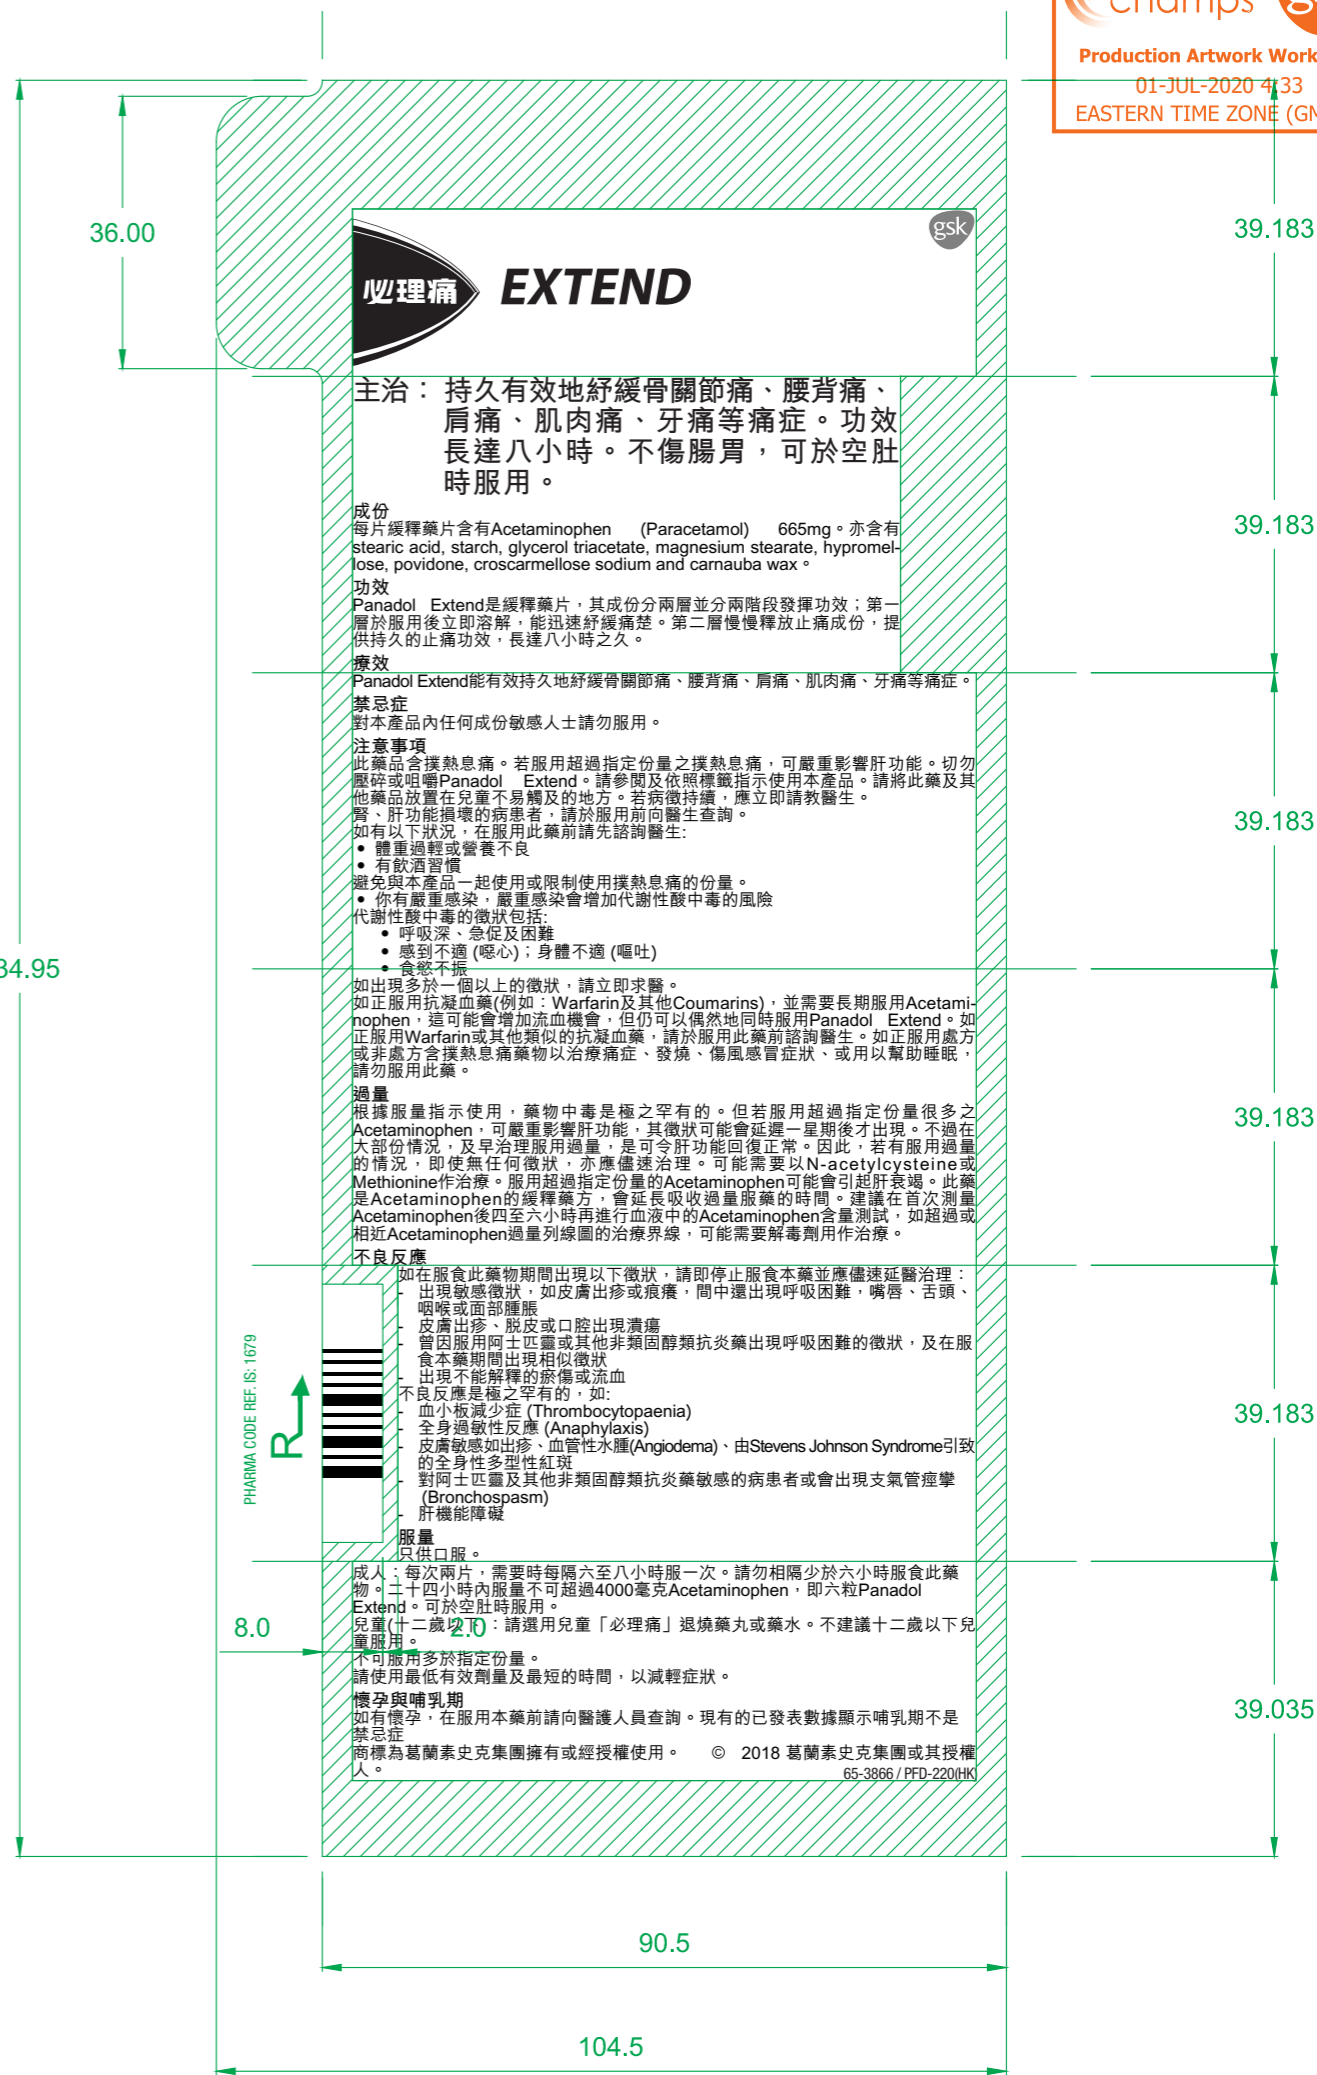 champs
Production Artwork Work
01-JUL-2020 4:33
EASTERN TIME ZONE (GM
36.00
39.183
gsk
必理痛 EXTEND
主治：持久有效地紓緩骨關節痛、腰背痛、
肩痛、肌肉痛、牙痛等痛症。功效
長達八小時。不傷腸胃，可於空肚
時服用。
成份
每片緩釋藥片含有Acetaminophen (Paracetamol) 665mg。亦含有
stearic acid, starch, glycerol triacetate, magnesium stearate, hypromel-
lose, povidone, croscarmellose sodium and carnauba wax。
39.183
功效
Panadol Extend是緩釋藥片，其成份分兩層並分兩階段發揮功效；第一
層於服用後立即溶解，能迅速紓緩痛楚。第二層慢慢釋放止痛成份，提
供持久的止痛功效，長達八小時之久。
療效
Panadol Extend能有效持久地紓緩骨關節痛、腰背痛、肩痛、肌肉痛、牙痛等痛症。
禁忌症
對本產品內任何成份敏感人士請勿服用。
注意事項
此藥品含撲熱息痛。若服用超過指定份量之撲熱息痛，可嚴重影響肝功能。切勿
壓碎或咀嚼Panadol Extend。請參閱及依照標籤指示使用本產品。請將此藥及其
他藥品放置在兒童不易觸及的地方。若病徵持續，應立即請教醫生。
腎、肝功能損壞的病患者，請於服用前向醫生查詢。
39.183
如有以下狀況，在服用此藥前請先諮詢醫生:
• 體重過輕或營養不良
• 有飲酒習慣
避免與本產品一起使用或限制使用撲熱息痛的份量。
• 你有嚴重感染，嚴重感染會增加代謝性酸中毒的風險
代謝性酸中毒的徵狀包括:
• 呼吸深、急促及困難
• 感到不適 (噁心)；身體不適 (嘔吐)
• 食慾不振
34.95
如出現多於一個以上的徵狀，請立即求醫。
如正服用抗凝血藥(例如：Warfarin及其他Coumarins)，並需要長期服用Acetami-
nophen，這可能會增加流血機會，但仍可以偶然地同時服用Panadol Extend。如
正服用Warfarin或其他類似的抗凝血藥，請於服用此藥前諮詢醫生。如正服用處方
或非處方含撲熱息痛藥物以治療痛症、發燒、傷風感冒症狀、或用以幫助睡眠，
請勿服用此藥。
過量
根據服量指示使用，藥物中毒是極之罕有的。但若服用超過指定份量很多之
39.183
Acetaminophen，可嚴重影響肝功能，其徵狀可能會延遲一星期後才出現。不過在
大部份情況，及早治理服用過量，是可令肝功能回復正常。因此，若有服用過量
的情況，即使無任何徵狀，亦應儘速治理。可能需要以N-acetylcysteine或
Methionine作治療。服用超過指定份量的Acetaminophen可能會引起肝衰竭。此藥
是Acetaminophen的緩釋藥方，會延長吸收過量服藥的時間。建議在首次測量
Acetaminophen後四至六小時再進行血液中的Acetaminophen含量測試，如超過或
相近Acetaminophen過量列線圖的治療界線，可能需要解毒劑用作治療。
不良反應
如在服食此藥物期間出現以下徵狀，請即停止服食本藥並應儘速延醫治理：
- 出現敏感徵狀，如皮膚出疹或痕癢，間中還出現呼吸困難，嘴唇、舌頭、
咽喉或面部腫脹
- 皮膚出疹、脱皮或口腔出現潰瘍
- 曾因服用阿士匹靈或其他非類固醇類抗炎藥出現呼吸困難的徵狀，及在服
食本藥期間出現相似徵狀
- 出現不能解釋的瘀傷或流血
不良反應是極之罕有的，如:
- 血小板減少症 (Thrombocytopaenia)
39.183
- 全身過敏性反應 (Anaphylaxis)
- 皮膚敏感如出疹、血管性水腫(Angiodema)、由Stevens Johnson Syndrome引致
的全身性多型性紅斑
- 對阿士匹靈及其他非類固醇類抗炎藥敏感的病患者或會出現支氣管痙攣
(Bronchospasm)
- 肝機能障礙
PHARMA CODE REF. IS: 1679
R
服量
只供口服。
成人：每次兩片，需要時每隔六至八小時服一次。請勿相隔少於六小時服食此藥
物。二十四小時內服量不可超過4000毫克Acetaminophen，即六粒Panadol
Extend。可於空肚時服用。
兒童(十二歲以下：請選用兒童「必理痛」退燒藥丸或藥水。不建議十二歲以下兒
童服用。
8.0
2.0
不可服用多於指定份量。
請使用最低有效劑量及最短的時間，以減輕症狀。
懷孕與哺乳期
如有懷孕，在服用本藥前請向醫護人員查詢。現有的已發表數據顯示哺乳期不是
禁忌症
39.035
商標為葛蘭素史克集團擁有或經授權使用。 © 2018 葛蘭素史克集團或其授權
人。
65-3866 / PFD-220(HK)
90.5
104.5